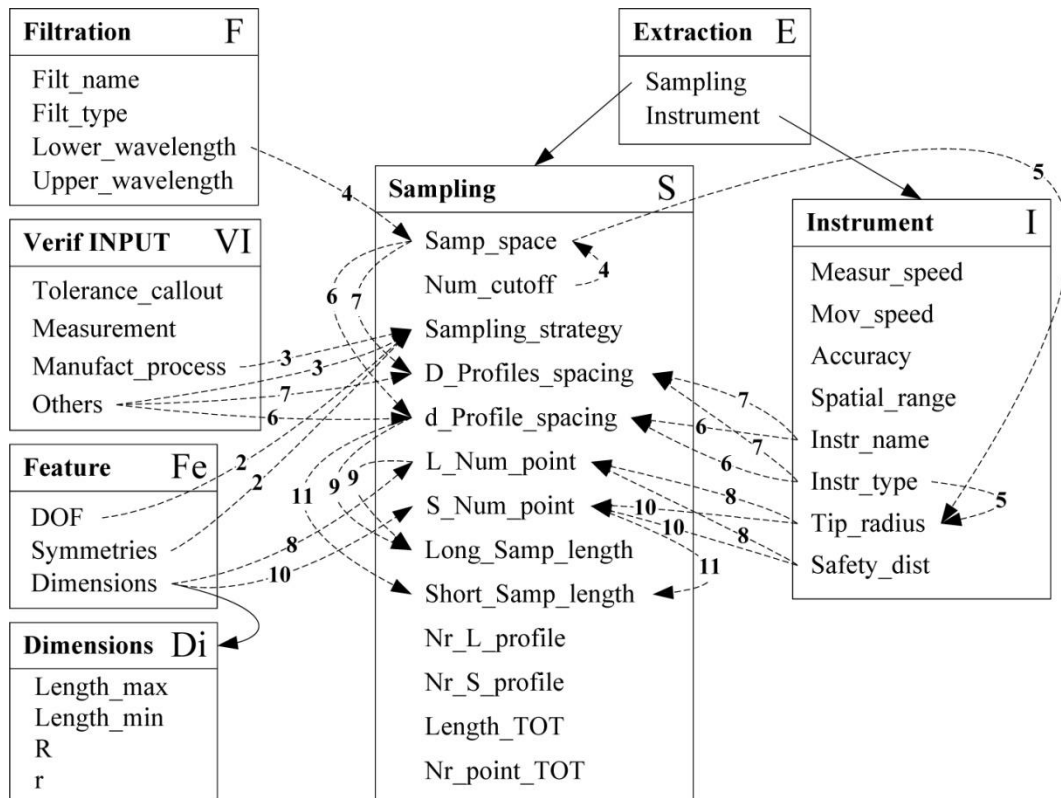 Filtration F
Filt_name
Filt_type
Lower_wavelength
Upper_wavelength
Verif INPUT VI
Tolerance_callout
Measurement
Manufact_process
Others
Feature Fe
DOF
Symmetries
Dimensions
Dimensions Di
Length_max
Length_min
R
r
Extraction E
Sampling
Instrument
Sampling S
Samp_space
Num_cutoff
Sampling_strategy
D_Profiles_spacing
d_Profile_spacing
L_Num_point
S_Num_point
Long_Samp_length
Short_Samp_length
Nr_L_profile
Nr_S_profile
Length_TOT
Nr_point_TOT
Instrument I
Measur_speed
Mov_speed
Accuracy
Spatial_range
Instr_name
Instr_type
Tip_radius
Safety_dist
4
5
4
6
7
3
3
7
6
2
2
11
9
9
8
10
7
6
7
6
5
8
10
10
8
11